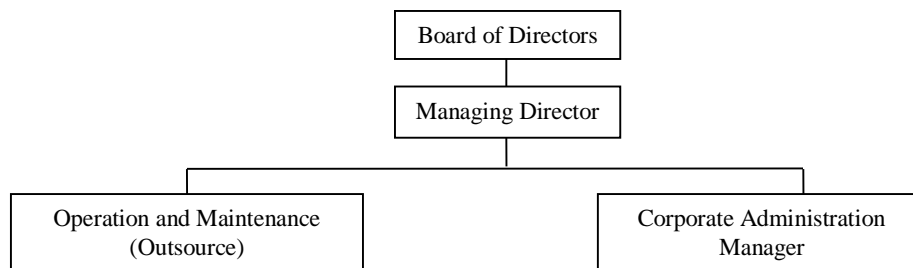 Board of Directors
Managing Director
Operation and Maintenance
(Outsource)
Corporate Administration
Manager